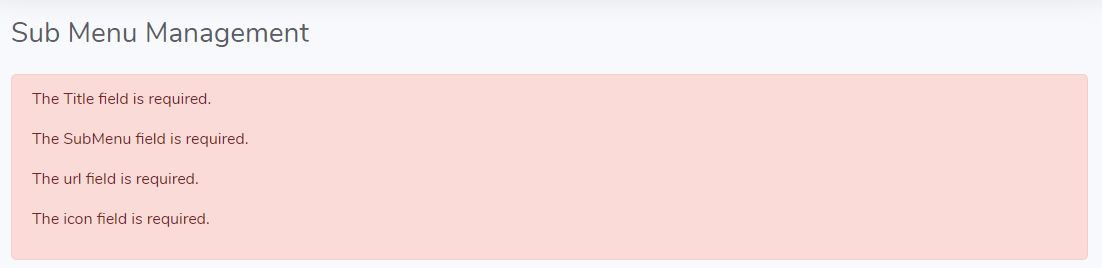 Sub Menu Management
The Title field is required.
The SubMenu field is required.
The url field is required.
The icon field is required.